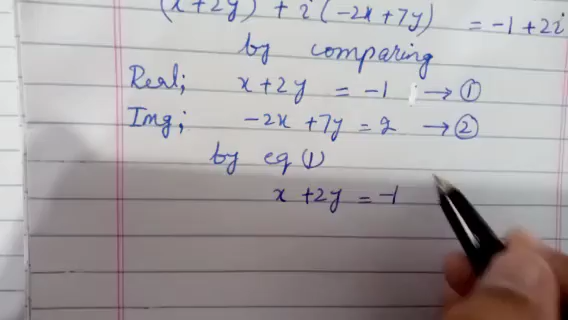 (x+2y) + i (-2x+7y) = -1 + 2i
by comparing
Real; x+2y = -1 → ①
Img; -2x +7y = 2 → ②
by eq (1)
x +2y = -1